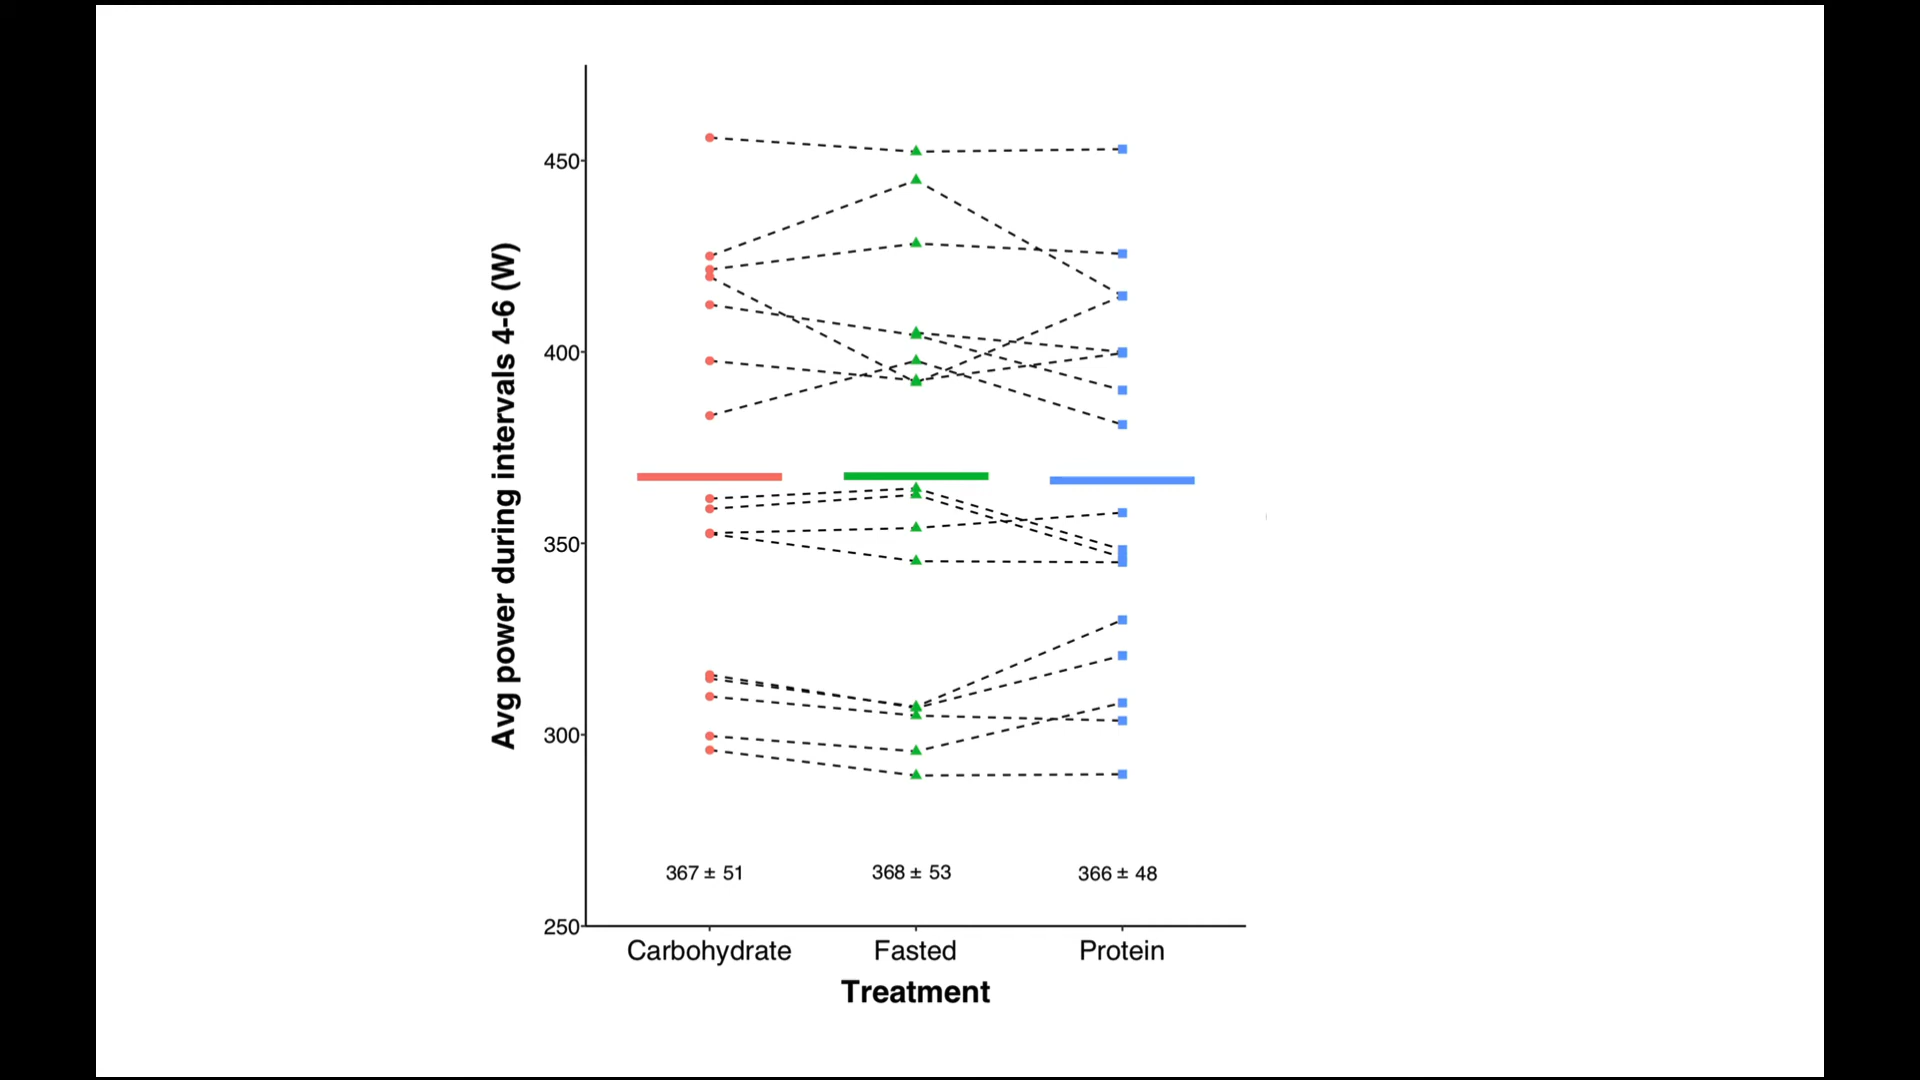 Avg power during intervals 4-6 (W)
450
400
350
300
250
367 ± 51
368 ± 53
366 ± 48
Carbohydrate
Fasted
Protein
Treatment